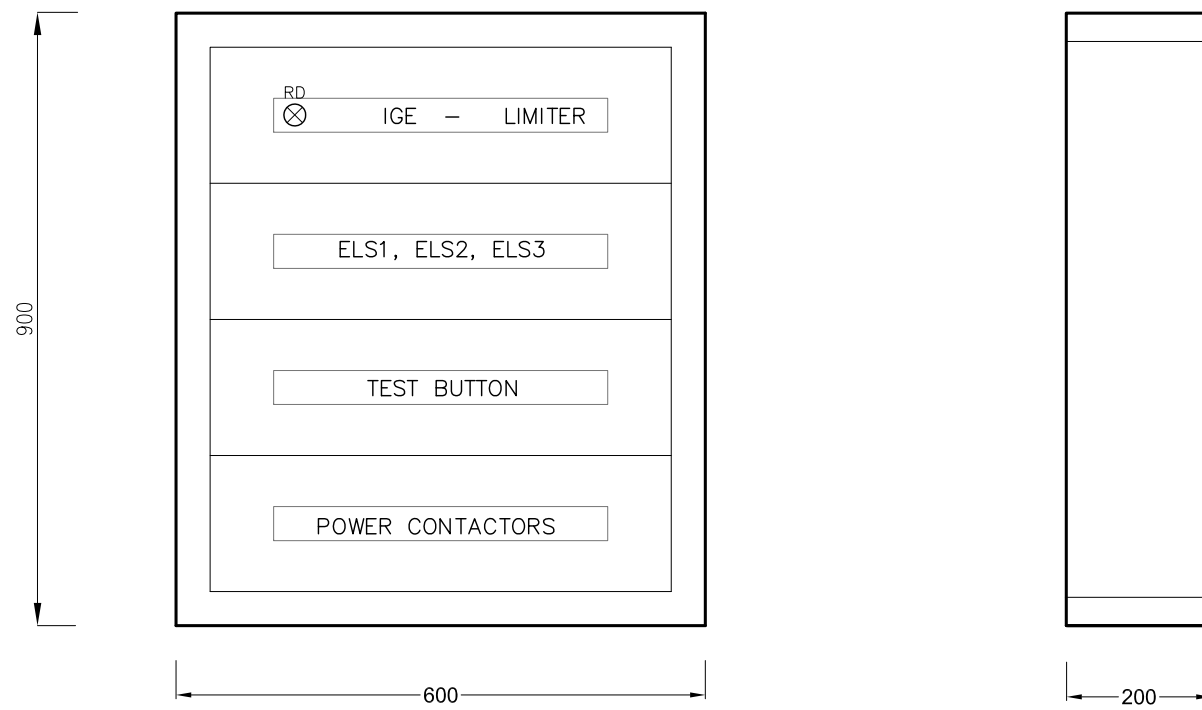 RD
IGE - LIMITER
ELS1, ELS2, ELS3
900
TEST BUTTON
POWER CONTACTORS
600
200